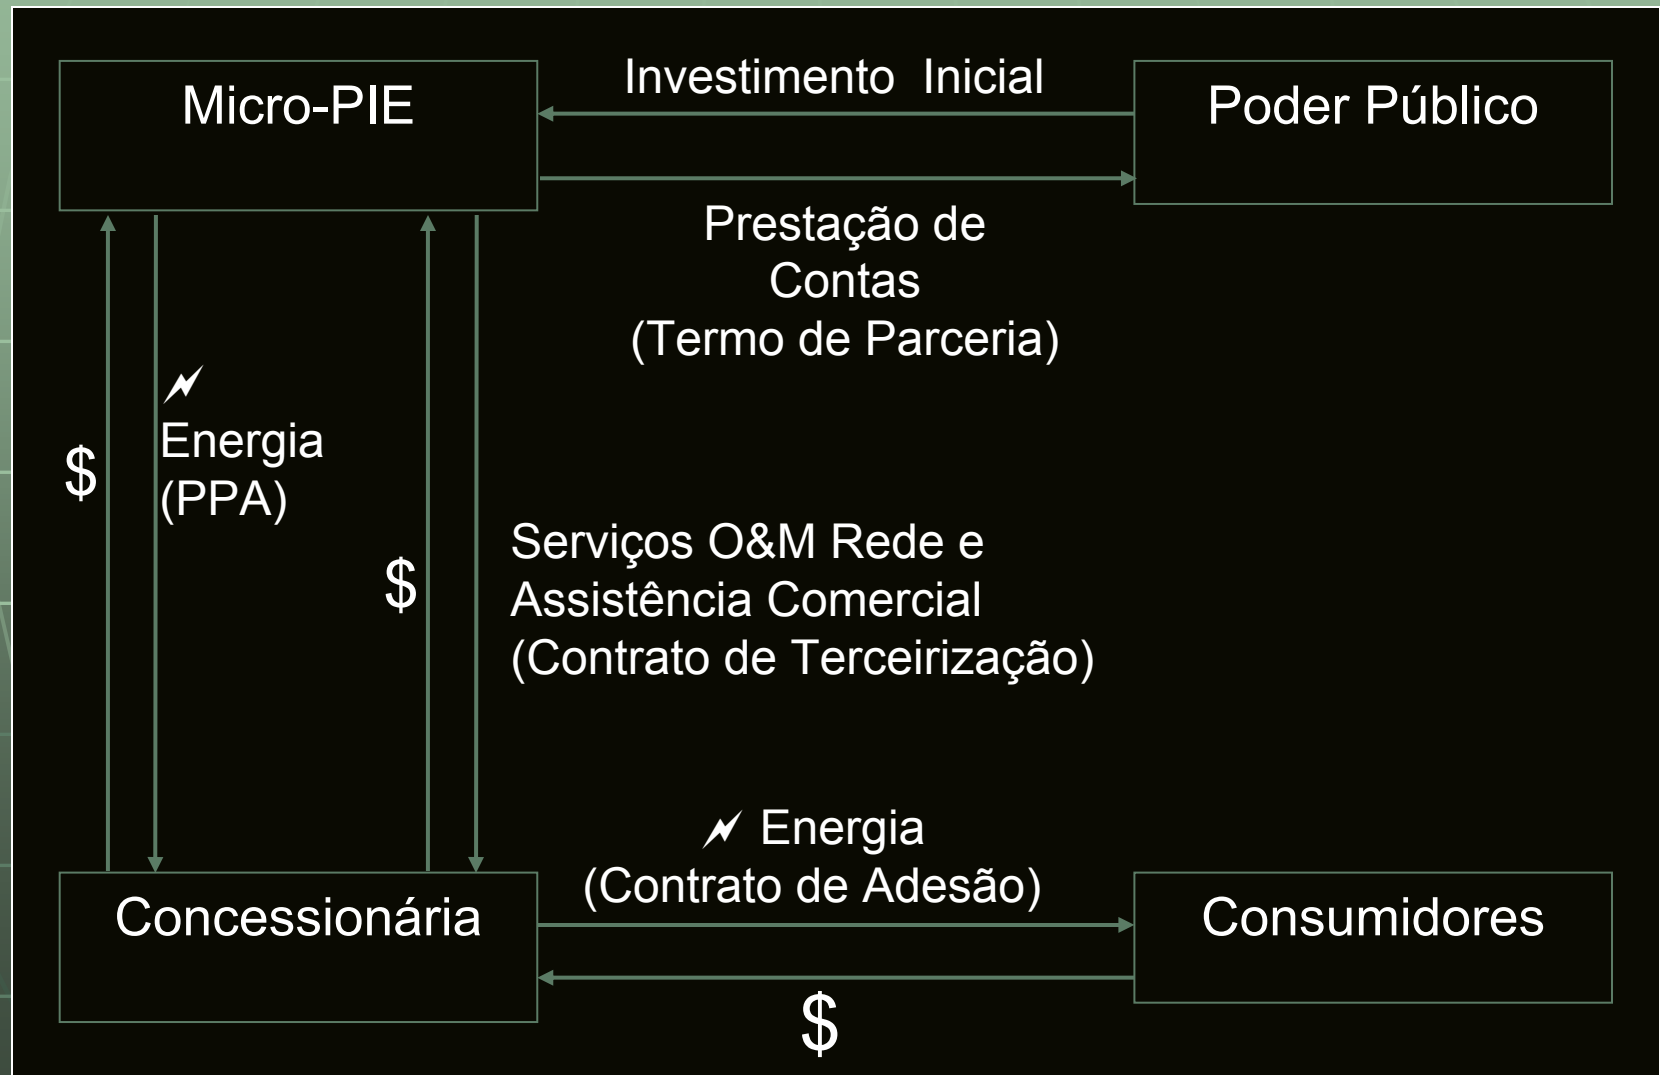 Micro-PIE
Investimento Inicial
Poder Público
Prestação de
Contas
(Termo de Parceria)
$
Energia
(PPA)
$
Serviços O&M Rede e
Assistência Comercial
(Contrato de Terceirização)
Energia
(Contrato de Adesão)
Concessionária
Consumidores
$